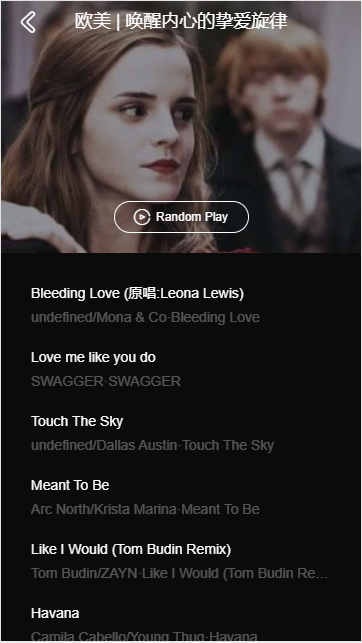 欧美 | 唤醒内心的挚爱旋律
Random Play
Bleeding Love (原唱:Leona Lewis)
undefined/Mona & Co·Bleeding Love
Love me like you do
SWAGGER·SWAGGER
Touch The Sky
undefined/Dallas Austin·Touch The Sky
Meant To Be
Arc North/Krista Marina·Meant To Be
Like I Would (Tom Budin Remix)
Tom Budin/ZAYN·Like I Would (Tom Budin Re...
Havana
Camila Cabello/Young Thug·Havana